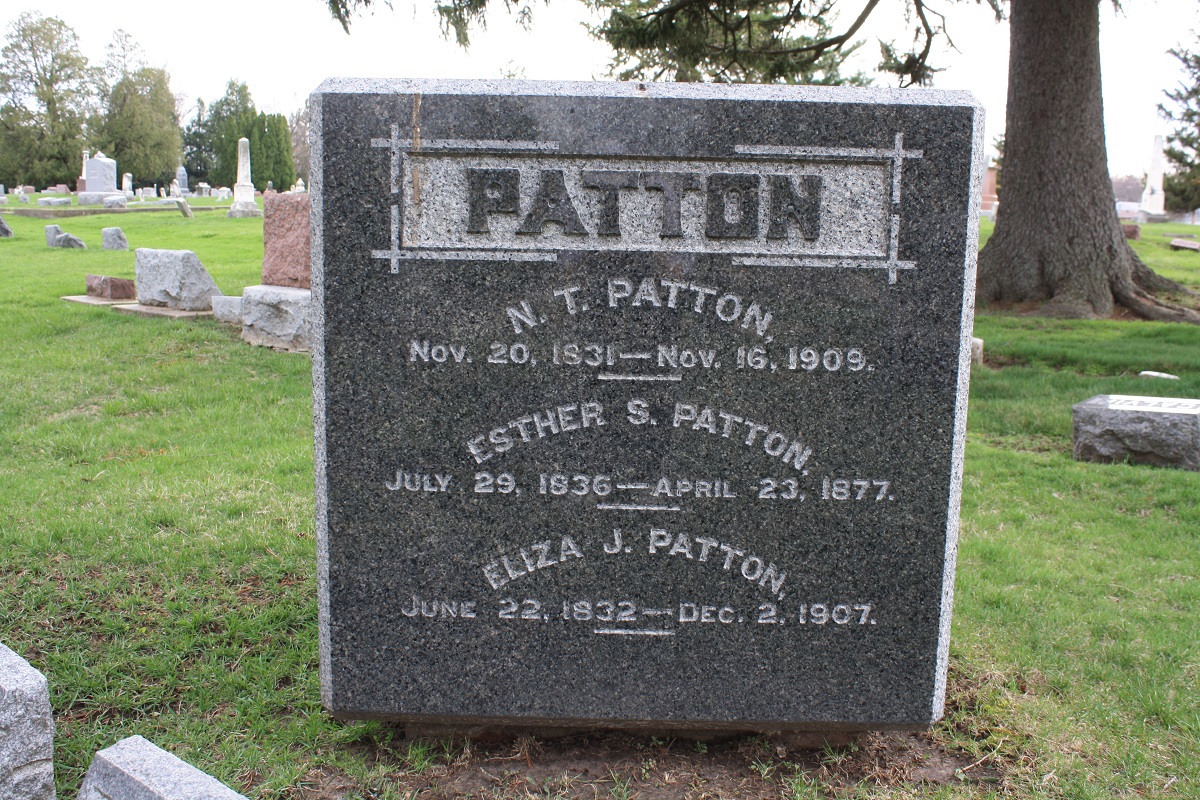 PATTON
N. T. PATTON,
NOV. 20, 1831—NOV. 16, 1909.
ESTHER S. PATTON,
JULY 29, 1836—APRIL 23, 1877.
ELIZA J. PATTON,
JUNE 22, 1832—DEC. 2, 1907.